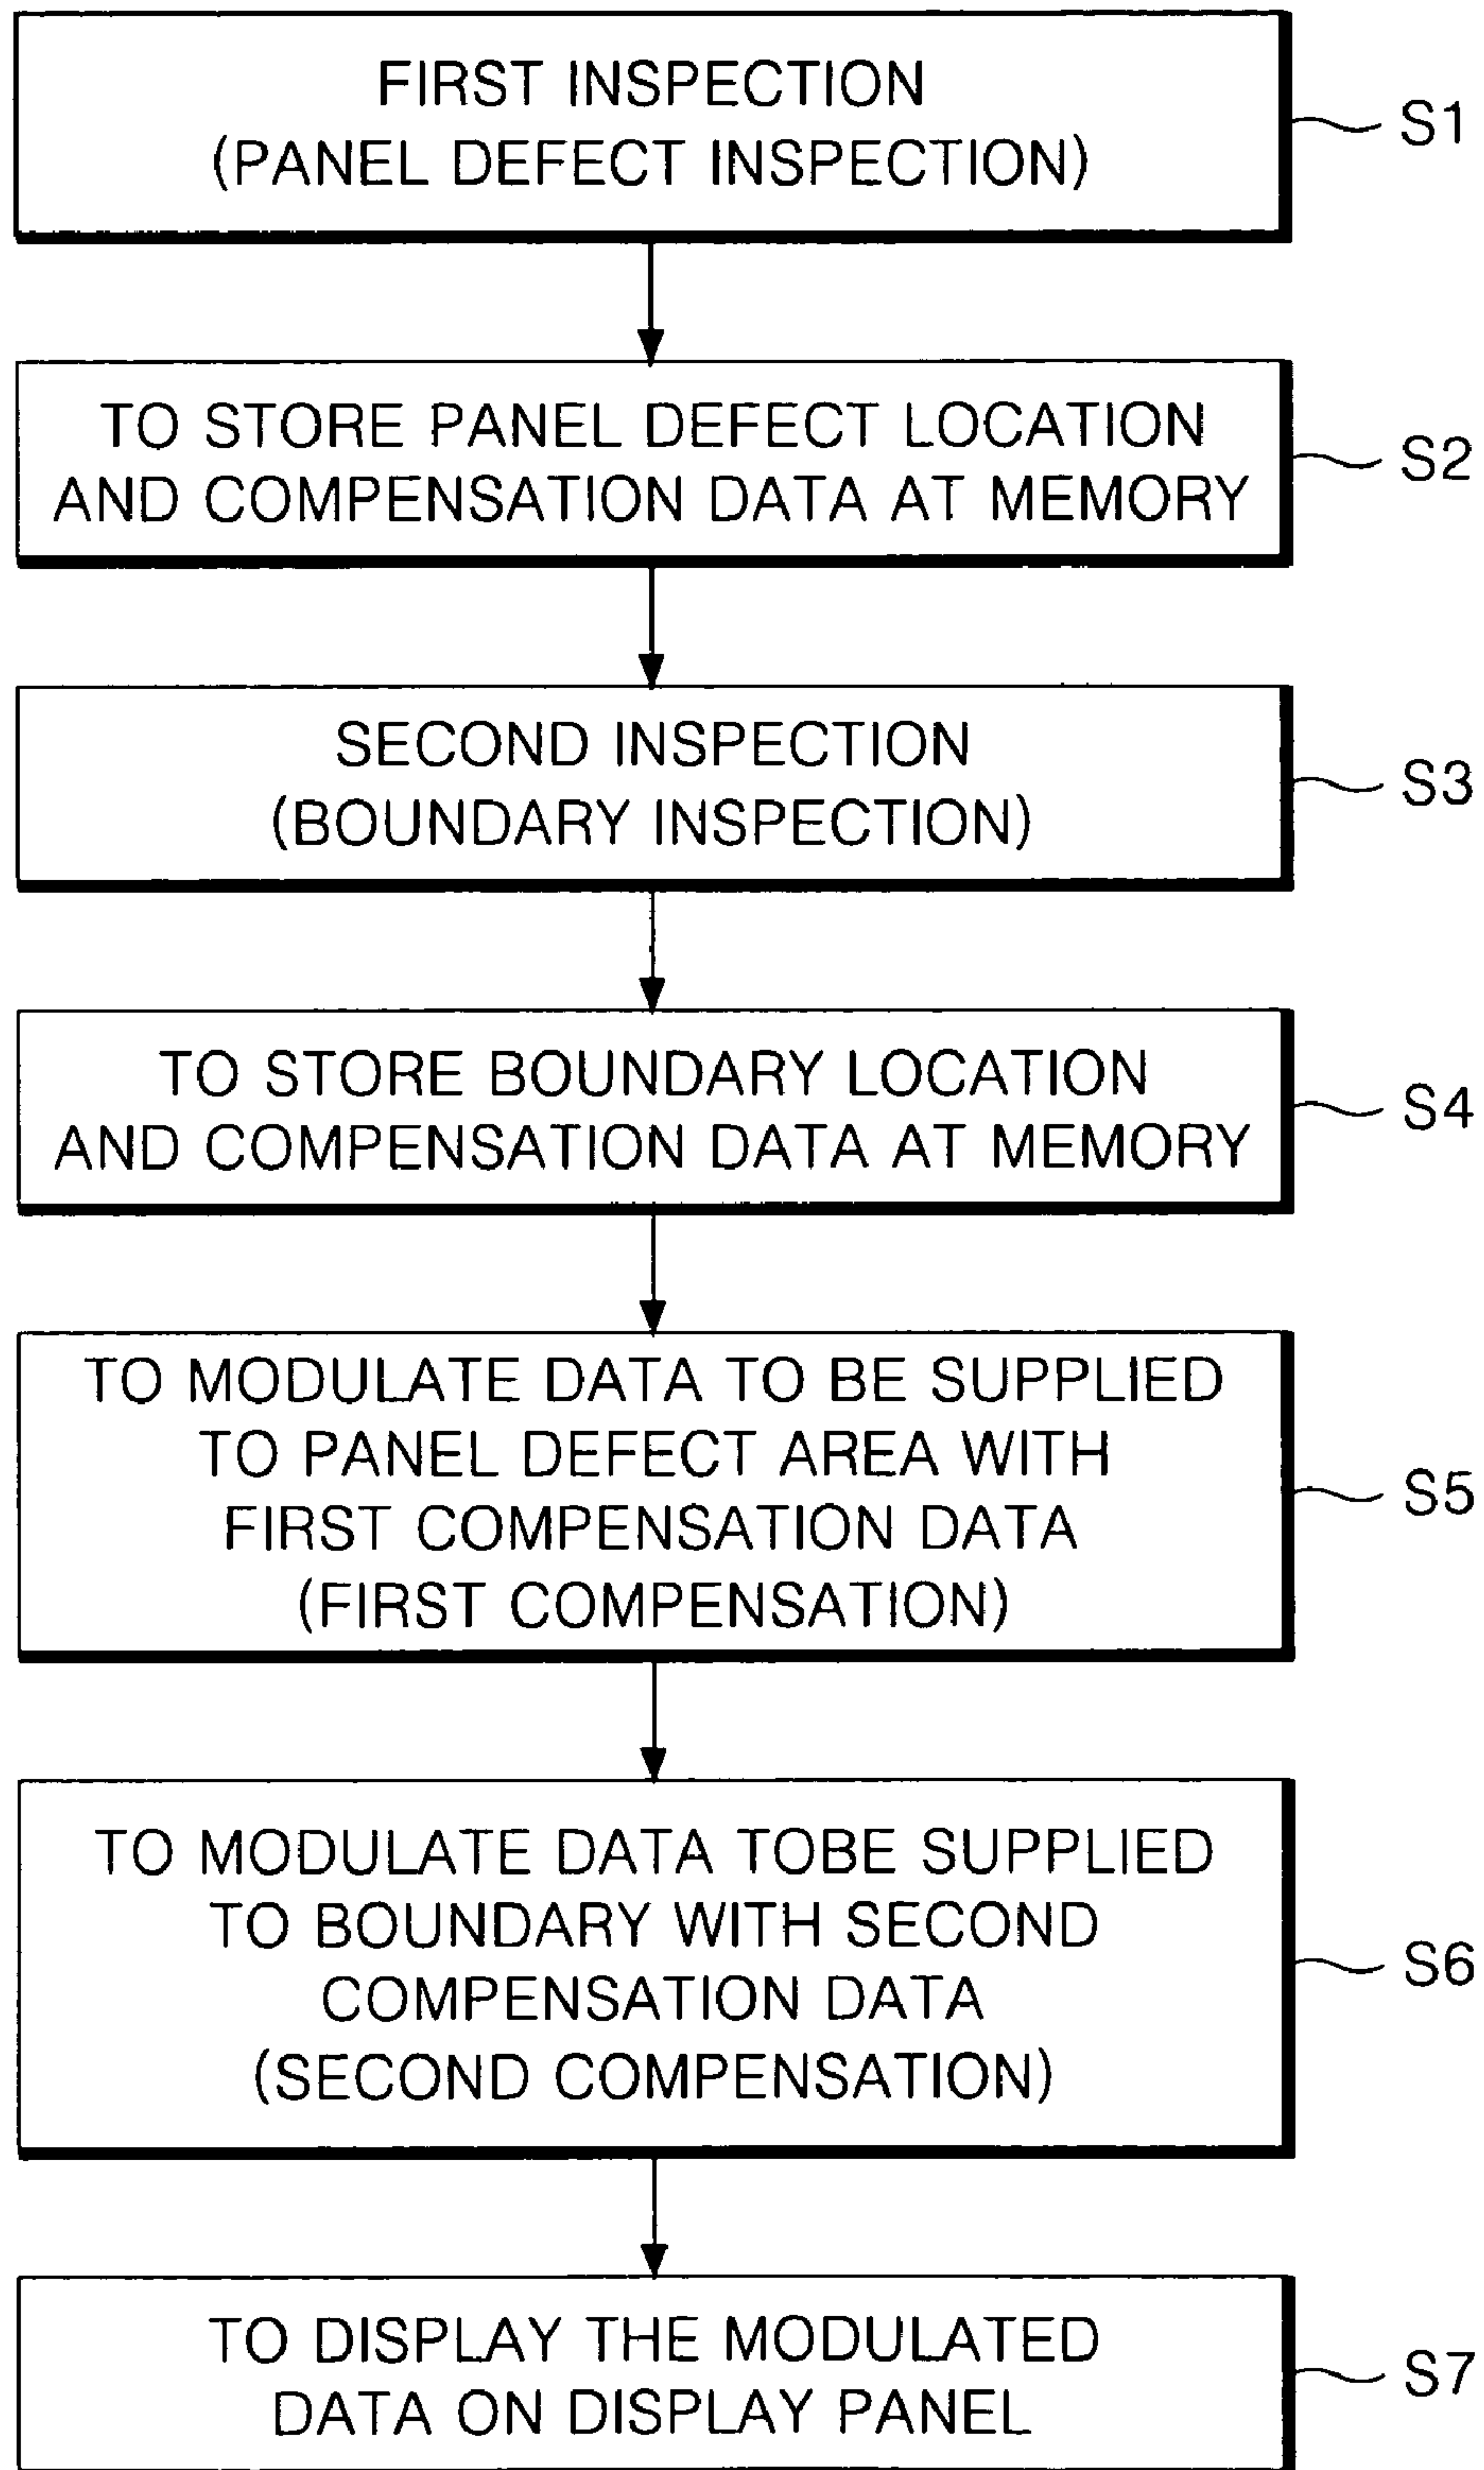 FIRST INSPECTION
(PANEL DEFECT INSPECTION)
S1
TO STORE PANEL DEFECT LOCATION
AND COMPENSATION DATA AT MEMORY
S2
SECOND INSPECTION
(BOUNDARY INSPECTION)
S3
TO STORE BOUNDARY LOCATION
AND COMPENSATION DATA AT MEMORY
S4
TO MODULATE DATA TO BE SUPPLIED
TO PANEL DEFECT AREA WITH
FIRST COMPENSATION DATA
(FIRST COMPENSATION)
S5
TO MODULATE DATA TOBE SUPPLIED
TO BOUNDARY WITH SECOND
COMPENSATION DATA
(SECOND COMPENSATION)
S6
TO DISPLAY THE MODULATED
DATA ON DISPLAY PANEL
S7